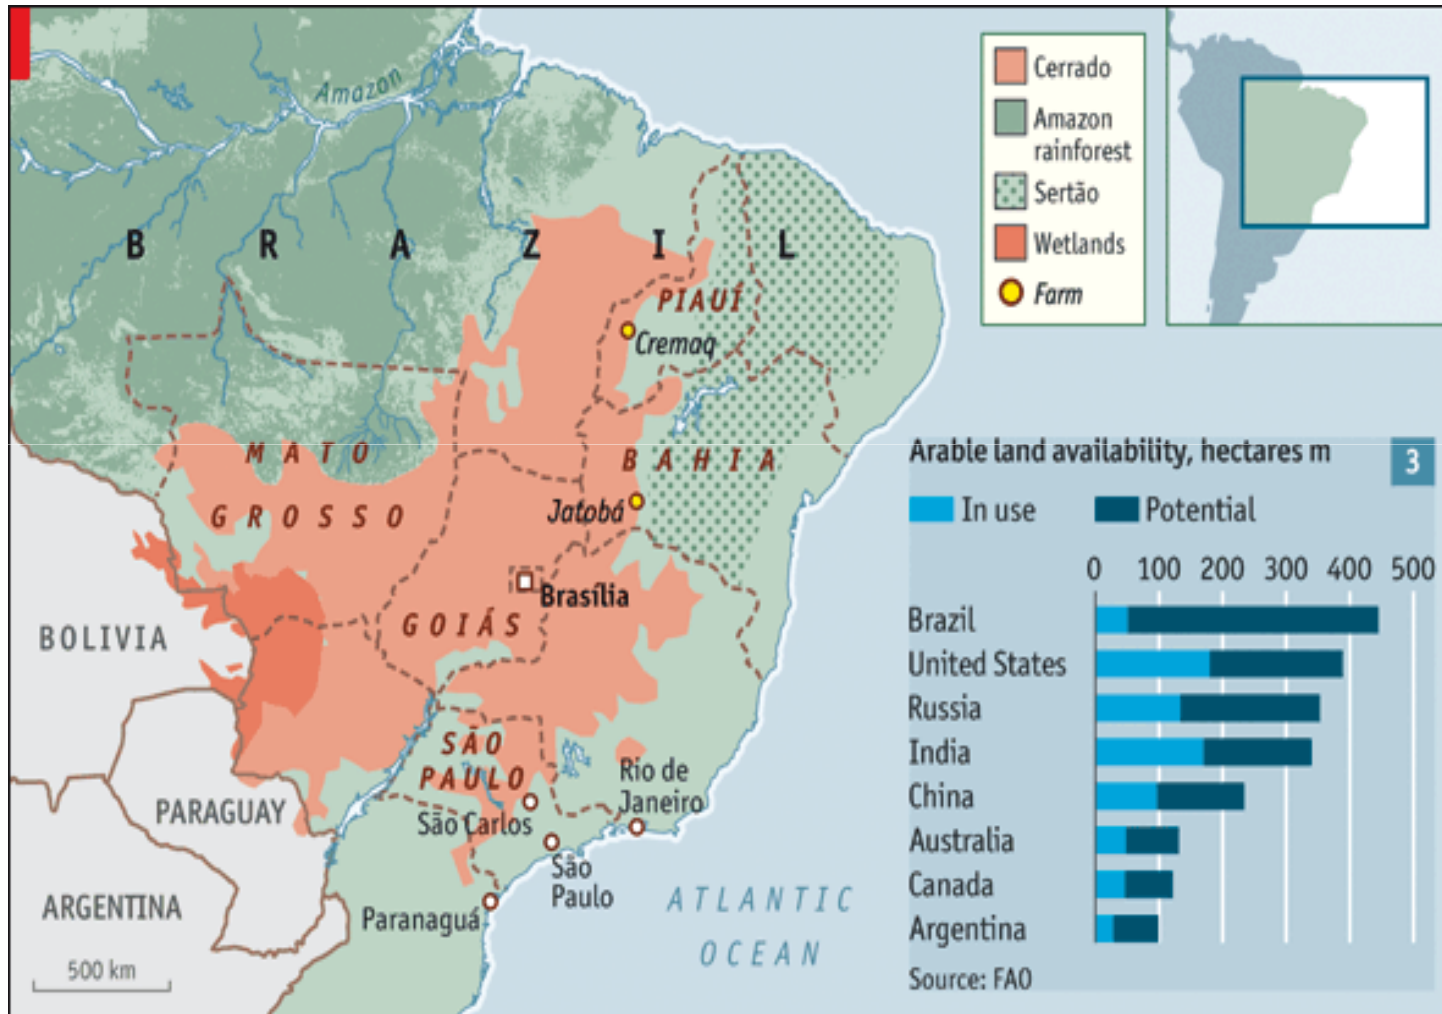 Amazon
B R A Z I L
PIAUÍ
Cremaq
MATO
GROSSO
BAHIA
Jatobá
Brasília
GOIÁS
BOLIVIA
SÃO
PAULO
São Carlos
Rio de
Janeiro
São
Paulo
Paranaguá
PARAGUAY
ARGENTINA
500 km
ATLANTIC
OCEAN
Cerrado
Amazon
rainforest
Sertão
Wetlands
Farm
Arable land availability, hectares m
3
In use Potential
0 100 200 300 400 500
Brazil
United States
Russia
India
China
Australia
Canada
Argentina
Source: FAO